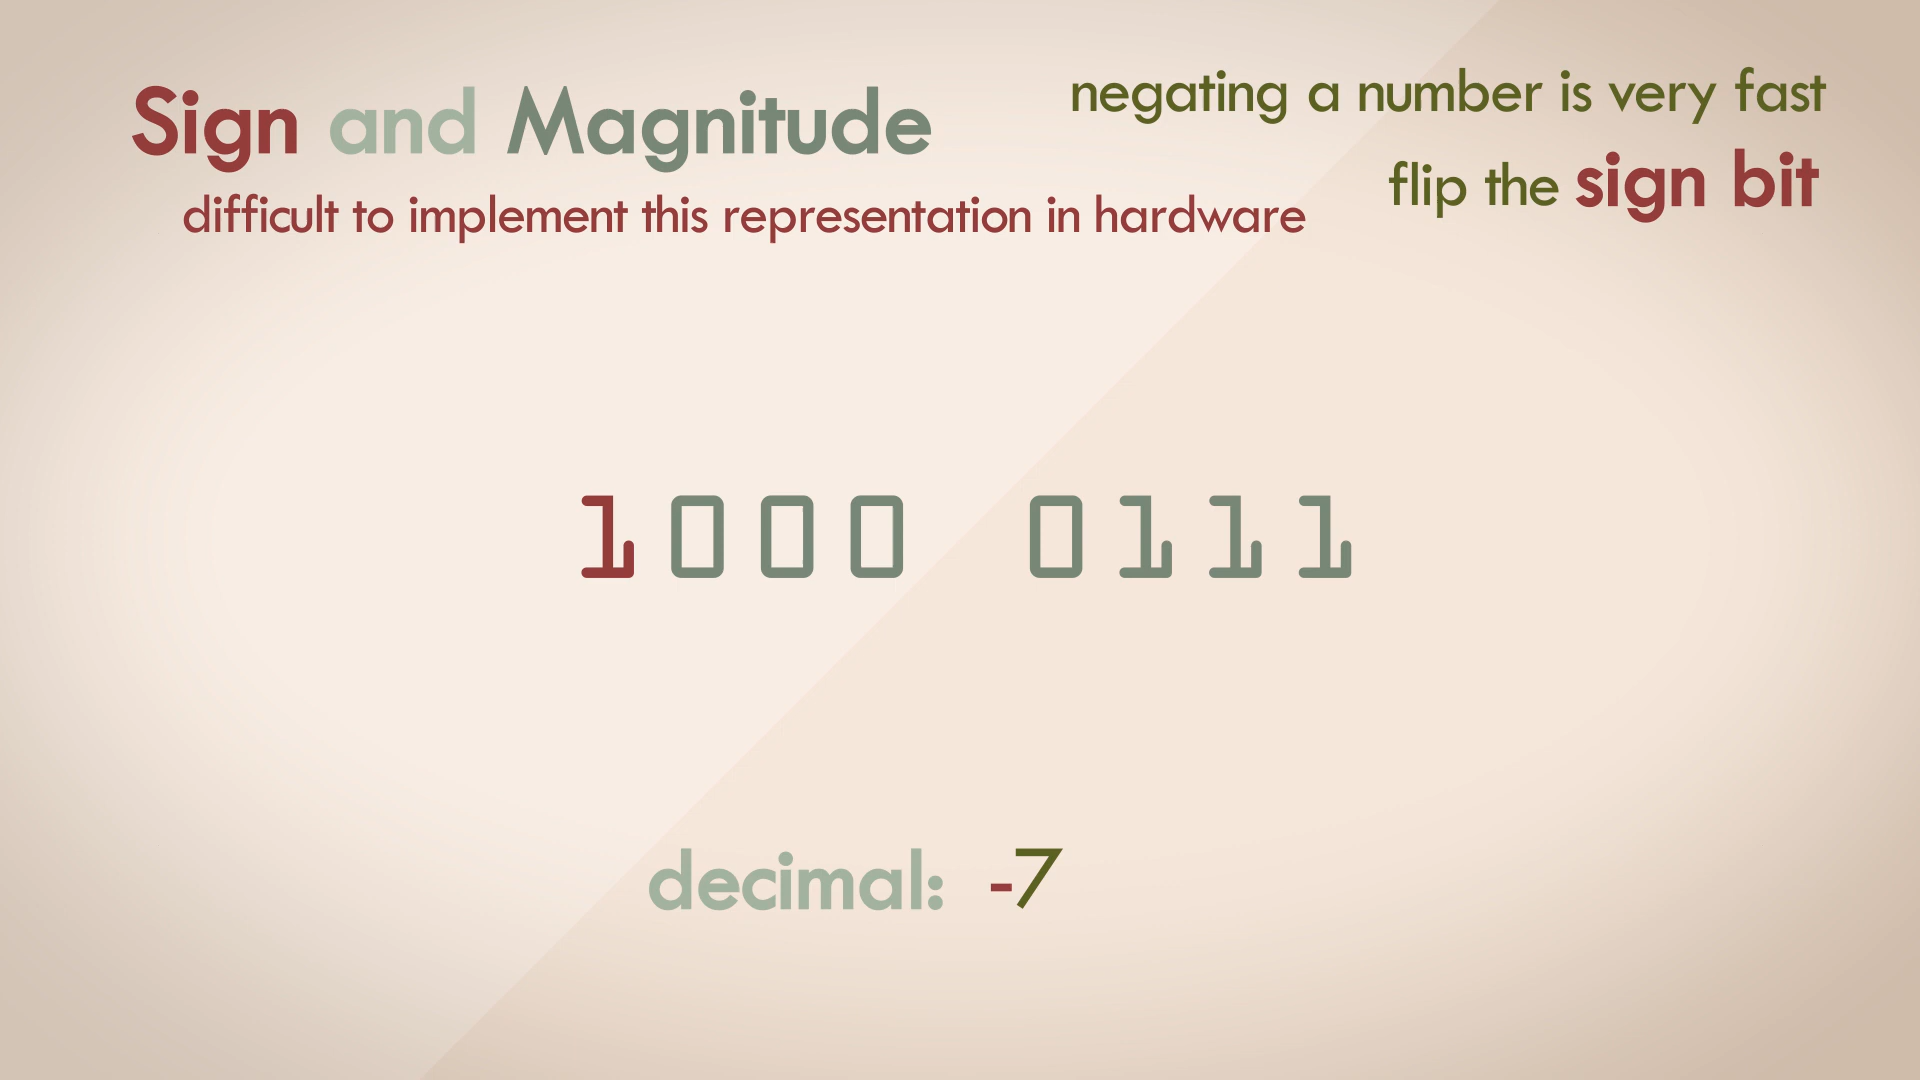 Sign and Magnitude
difficult to implement this representation in hardware
negating a number is very fast
flip the sign bit
1000 0111
decimal: -7